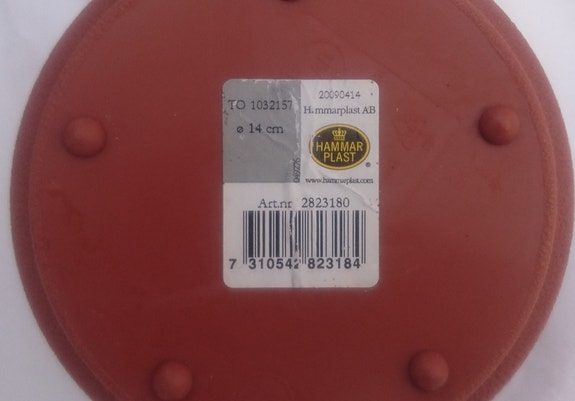 TO 1032157
ø 14 cm
20090414
Hammarplast AB
HAMMAR
PLAST
®
www.hammarplast.com
Art.nr 2823180
7 310542 823184